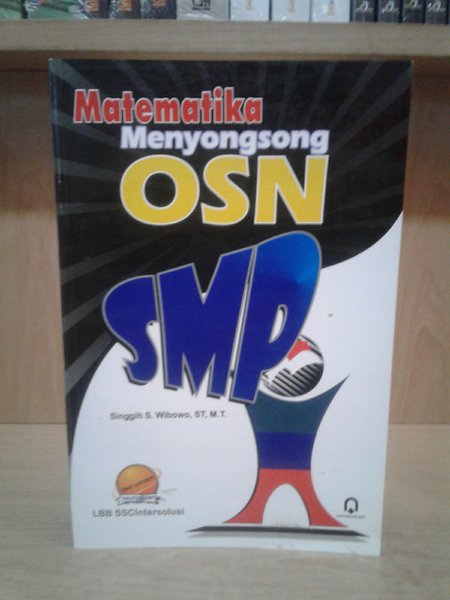 Matematika
Menyongsong
OSN
SMP
Singgih S. Wibowo, ST, M.T.
LBB SSCIntersolusi